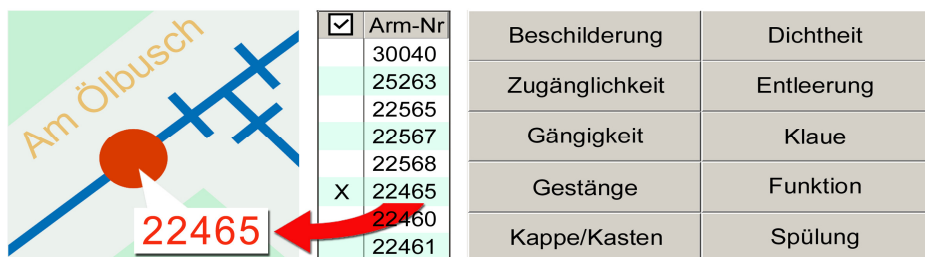 Am Ölbusch
22465
Arm-Nr
30040
25263
22565
22567
22568
X 22465
22460
22461
Beschilderung Dichtheit
Zugänglichkeit Entleerung
Gängigkeit Klaue
Gestänge Funktion
Kappe/Kasten Spülung